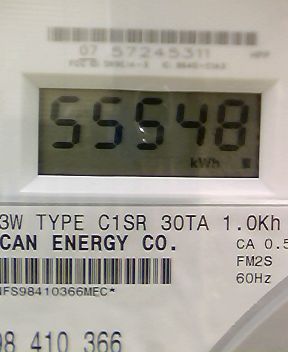 07 57245311
55548
kWh
3W TYPE C1SR 30TA 1.0Kh
CAN ENERGY CO.
CA 0.5
FM2S
60Hz
NFS98410366MEC*
98 410 366